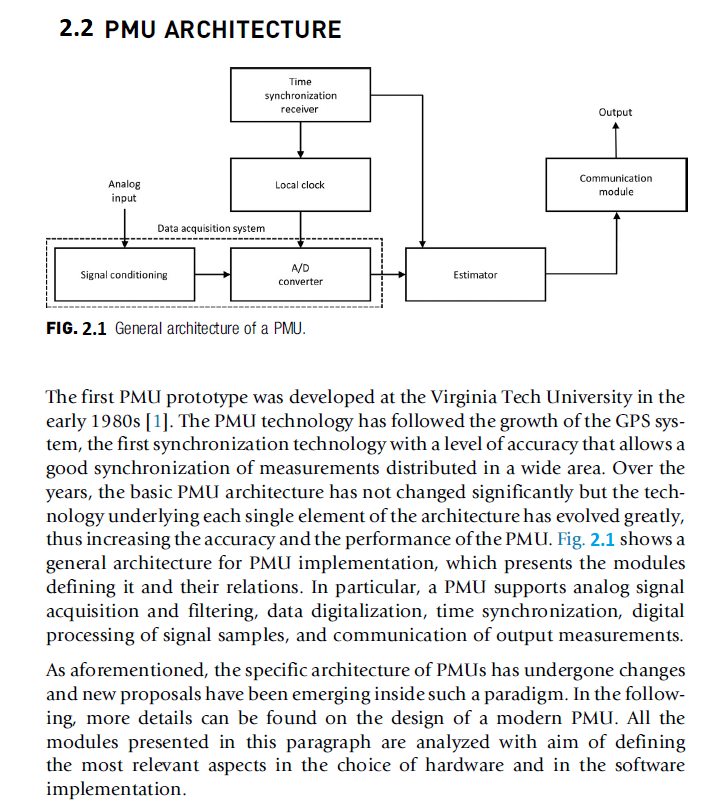 2.2 PMU ARCHITECTURE
Time
synchronization
receiver
Output
Analog
input
Local clock
Communication
module
Data acquisition system
Signal conditioning
A/D
converter
Estimator
FIG. 2.1 General architecture of a PMU.
The first PMU prototype was developed at the Virginia Tech University in the
early 1980s [1]. The PMU technology has followed the growth of the GPS sys-
tem, the first synchronization technology with a level of accuracy that allows a
good synchronization of measurements distributed in a wide area. Over the
years, the basic PMU architecture has not changed significantly but the tech-
nology underlying each single element of the architecture has evolved greatly,
thus increasing the accuracy and the performance of the PMU. Fig. 2.1 shows a
general architecture for PMU implementation, which presents the modules
defining it and their relations. In particular, a PMU supports analog signal
acquisition and filtering, data digitalization, time synchronization, digital
processing of signal samples, and communication of output measurements.
As aforementioned, the specific architecture of PMUs has undergone changes
and new proposals have been emerging inside such a paradigm. In the follow-
ing, more details can be found on the design of a modern PMU. All the
modules presented in this paragraph are analyzed with aim of defining
the most relevant aspects in the choice of hardware and in the software
implementation.